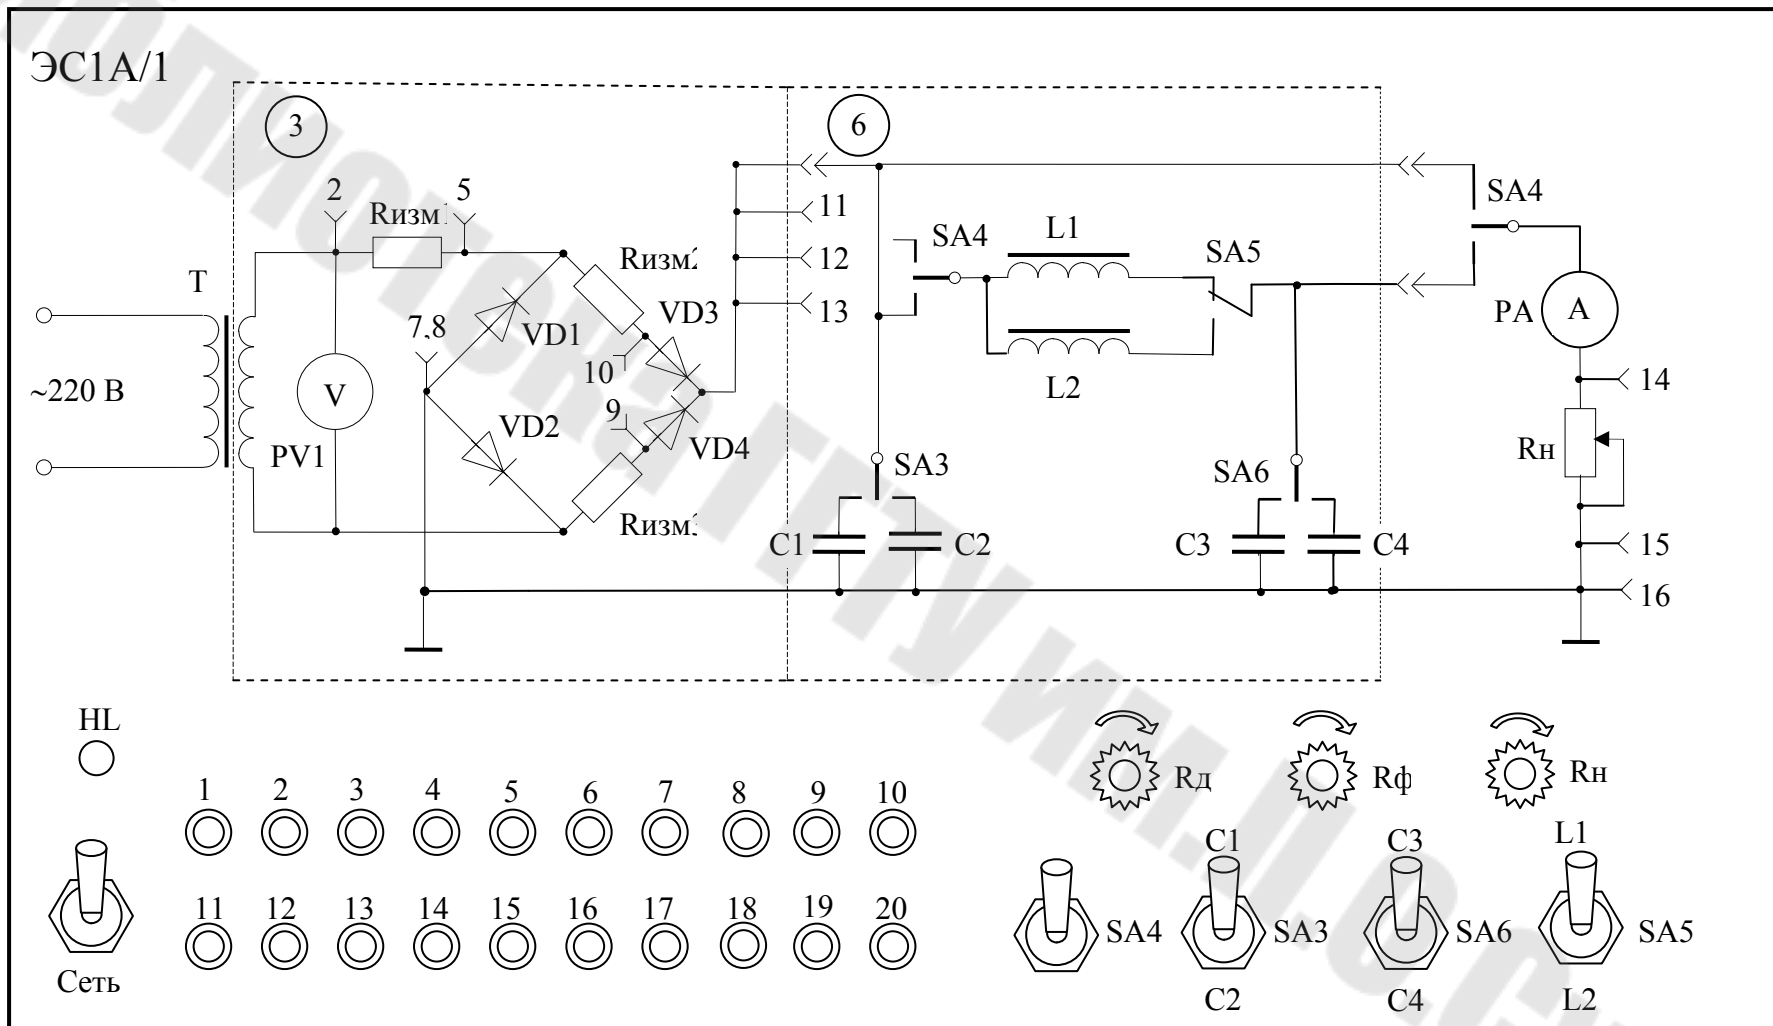 ЭС1А/1
3
6
2
Rизм
5
11
12
13
SA4
L1
SA5
L2
SA4
T
~220 В
V
PV1
7,8
VD1
Rизм2
VD3
10
9
VD2
VD4
Rизм
PA
A
14
Rн
15
16
SA3
SA6
C1
C2
C3
C4
HL
Rд
Rф
Rн
1 2 3 4 5 6 7 8 9 10
11 12 13 14 15 16 17 18 19 20
Сеть
SA4
C1
SA3
C2
C3
SA6
C4
L1
SA5
L2